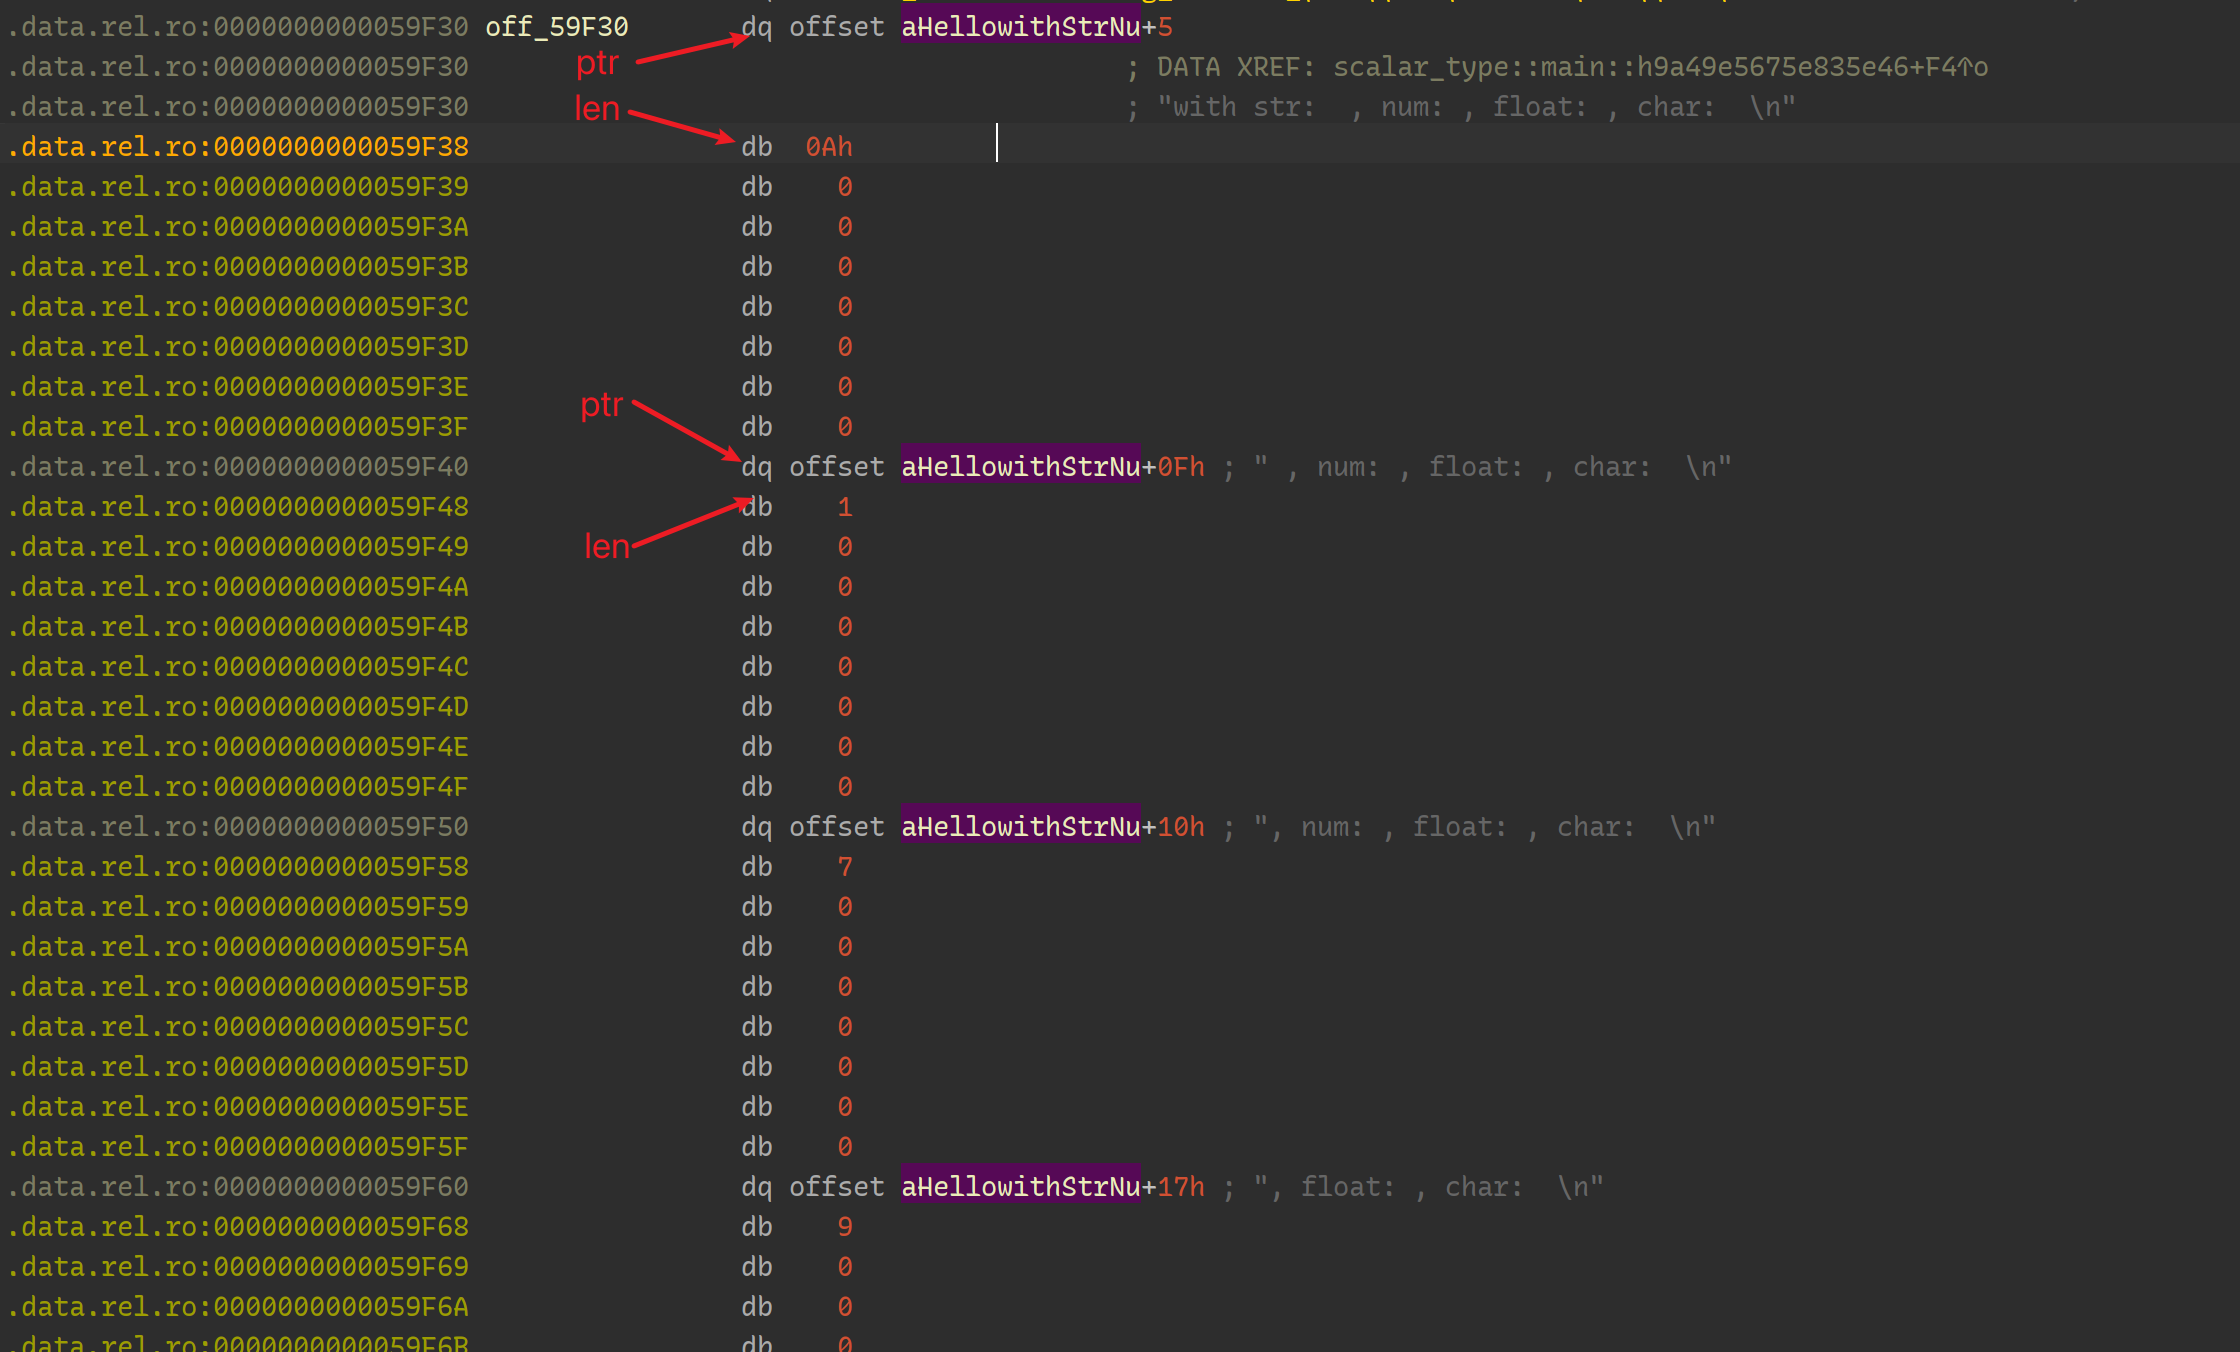 .data.rel.ro:0000000000059F30 off_59F30 dq offset aHellowithStrNu+5
ptr
.data.rel.ro:0000000000059F30 ; DATA XREF: scalar_type::main::h9a49e5675e835e46+F4↑o
len
.data.rel.ro:0000000000059F30 ; "with str:  , num: , float: , char:  \n"
.data.rel.ro:0000000000059F38 db 0Ah
.data.rel.ro:0000000000059F39 db 0
.data.rel.ro:0000000000059F3A db 0
.data.rel.ro:0000000000059F3B db 0
.data.rel.ro:0000000000059F3C db 0
.data.rel.ro:0000000000059F3D db 0
.data.rel.ro:0000000000059F3E db 0
ptr
.data.rel.ro:0000000000059F3F db 0
.data.rel.ro:0000000000059F40 dq offset aHellowithStrNu+0Fh ; " , num: , float: , char:  \n"
.data.rel.ro:0000000000059F48 db 1
len
.data.rel.ro:0000000000059F49 db 0
.data.rel.ro:0000000000059F4A db 0
.data.rel.ro:0000000000059F4B db 0
.data.rel.ro:0000000000059F4C db 0
.data.rel.ro:0000000000059F4D db 0
.data.rel.ro:0000000000059F4E db 0
.data.rel.ro:0000000000059F4F db 0
.data.rel.ro:0000000000059F50 dq offset aHellowithStrNu+10h ; ", num: , float: , char:  \n"
.data.rel.ro:0000000000059F58 db 7
.data.rel.ro:0000000000059F59 db 0
.data.rel.ro:0000000000059F5A db 0
.data.rel.ro:0000000000059F5B db 0
.data.rel.ro:0000000000059F5C db 0
.data.rel.ro:0000000000059F5D db 0
.data.rel.ro:0000000000059F5E db 0
.data.rel.ro:0000000000059F5F db 0
.data.rel.ro:0000000000059F60 dq offset aHellowithStrNu+17h ; ", float: , char:  \n"
.data.rel.ro:0000000000059F68 db 9
.data.rel.ro:0000000000059F69 db 0
.data.rel.ro:0000000000059F6A db 0
.data.rel.ro:0000000000059F6B db 0